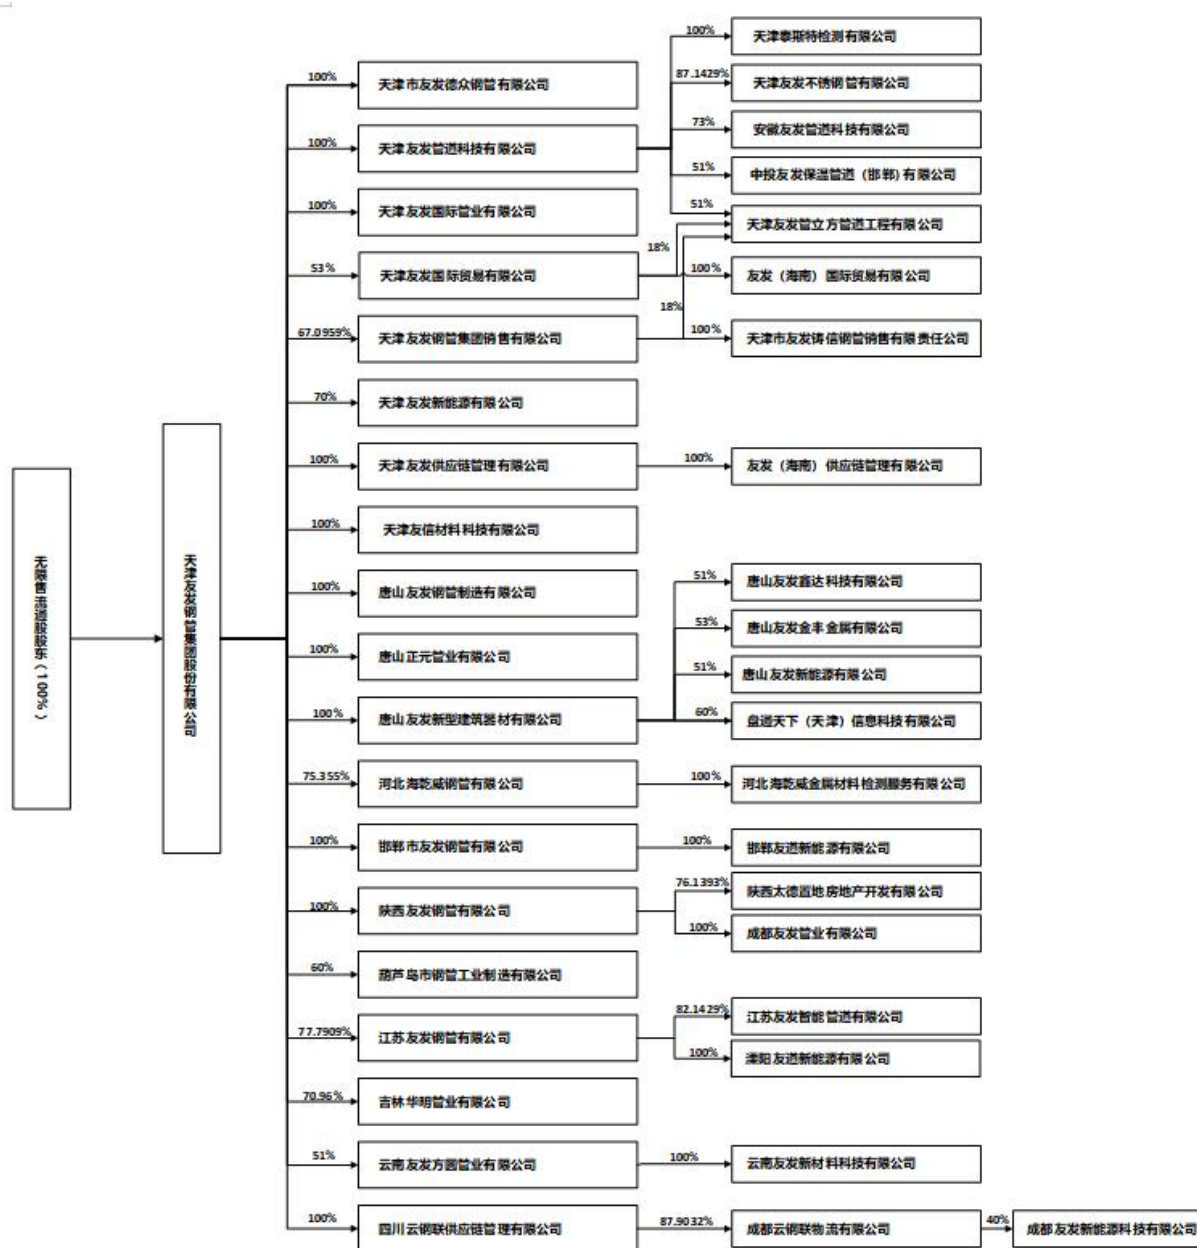 无限售流通股股东（100%）
天津友发钢管集团股份有限公司
100%
天津市友发德众钢管有限公司
100%
天津友发管道科技有限公司
100%
天津泰斯特检测有限公司
87.1429%
天津友发不锈钢管有限公司
73%
安徽友发管道科技有限公司
51%
中投友发保温管道（邯郸）有限公司
51%
天津友发管立方管道工程有限公司
100%
天津友发国际管业有限公司
53%
天津友发国际贸易有限公司
18%
100%
友发（海南）国际贸易有限公司
67.0959%
天津友发钢管集团销售有限公司
18%
100%
天津市友发铸信钢管销售有限责任公司
70%
天津友发新能源有限公司
100%
天津友发供应链管理有限公司
100%
友发（海南）供应链管理有限公司
100%
天津友信材料科技有限公司
100%
唐山友发钢管制造有限公司
100%
唐山正元管业有限公司
100%
唐山友发新型建筑器材有限公司
51%
唐山友发鑫达科技有限公司
53%
唐山友发金丰金属有限公司
51%
唐山友发新能源有限公司
60%
盘通天下（天津）信息科技有限公司
75.355%
河北海乾威钢管有限公司
100%
河北海乾威金属材料检测服务有限公司
100%
邯郸市友发钢管有限公司
100%
邯郸友道新能源有限公司
100%
陕西友发钢管有限公司
76.1393%
陕西太德置地房地产开发有限公司
100%
成都友发管业有限公司
60%
葫芦岛市钢管工业制造有限公司
77.7909%
江苏友发钢管有限公司
82.1429%
江苏友发智能管道有限公司
100%
溧阳友道新能源有限公司
70.96%
吉林华明管业有限公司
51%
云南友发方圆管业有限公司
100%
云南友发新材料科技有限公司
100%
四川云钢联供应链管理有限公司
87.9032%
成都云钢联物流有限公司
40%
成都友发新能源科技有限公司